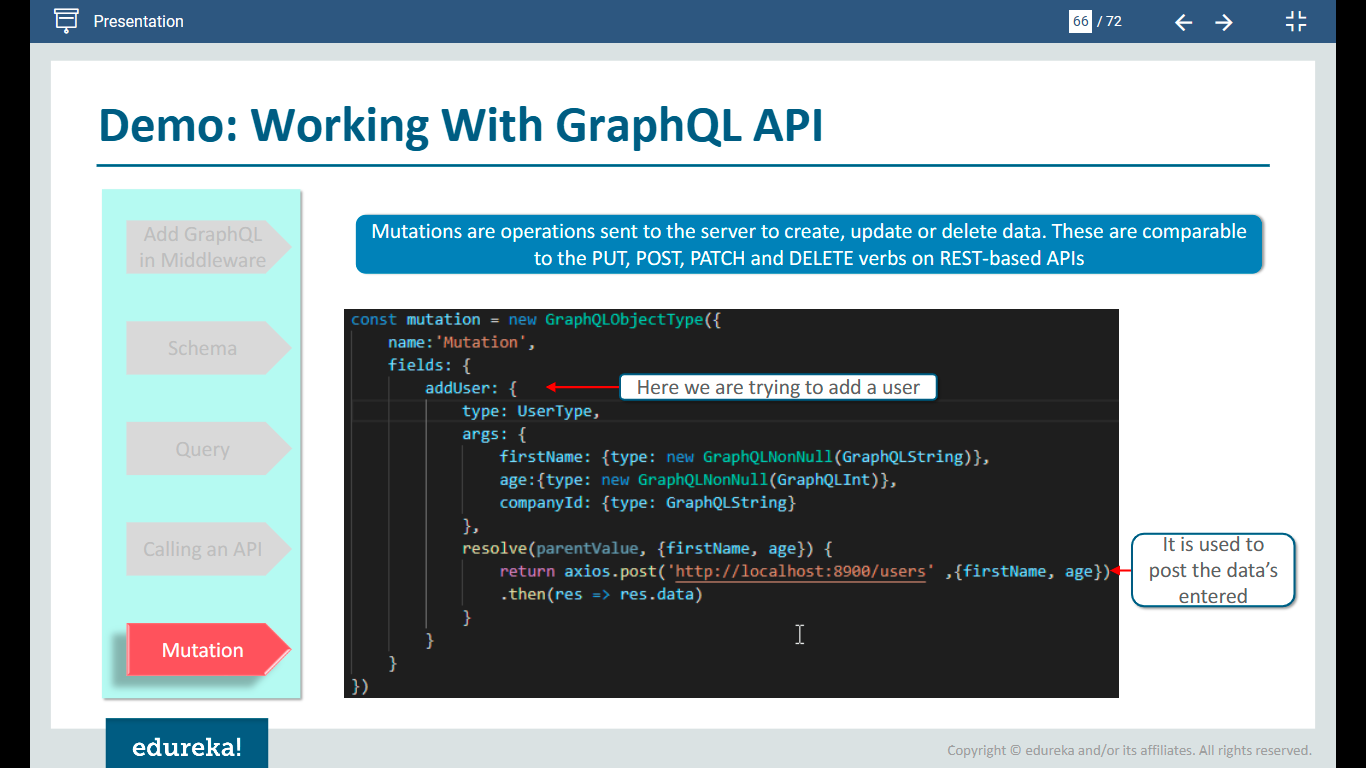 Presentation
66 / 72
Demo: Working With GraphQL API
Add GraphQL
in Middleware
Schema
Query
Calling an API
Mutation
Mutations are operations sent to the server to create, update or delete data. These are comparable
to the PUT, POST, PATCH and DELETE verbs on REST-based APIs
const mutation = new GraphQLObjectType({
name:'Mutation',
fields: {
addUser: {
Here we are trying to add a user
type: UserType,
args: {
firstName: {type: new GraphQLNonNull(GraphQLString)},
age:{type: new GraphQLNonNull(GraphQLInt)},
companyId: {type: GraphQLString}
},
resolve(parentValue, {firstName, age}) {
return axios.post('http://localhost:8900/users' ,{firstName, age})
.then(res => res.data)
}
}
}
})
It is used to
post the data's
entered
edureka!
Copyright © edureka and/or its affiliates. All rights reserved.